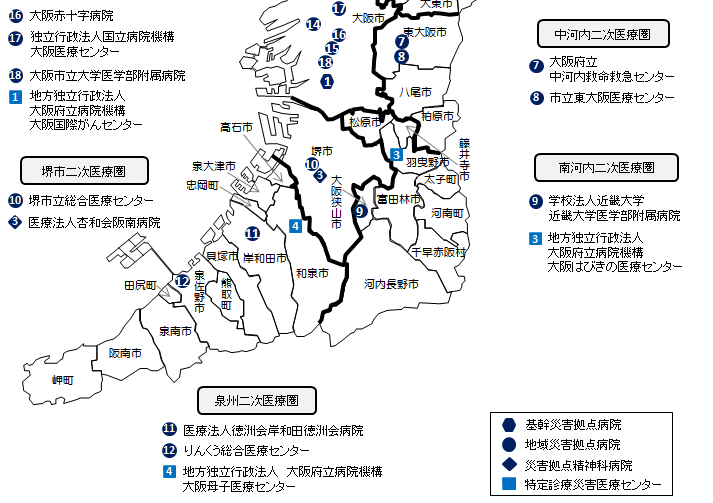 ⑯ 大阪赤十字病院
⑰ 独立行政法人国立病院機構
大阪医療センター
⑱ 大阪市立大学医学部附属病院
1 地方独立行政法人
大阪府立病院機構
大阪国際がんセンター
堺市二次医療圏
⑩ 堺市立総合医療センター
3 医療法人杏和会阪南病院
中河内二次医療圏
⑦ 大阪府立
中河内救命救急センター
⑧ 市立東大阪医療センター
南河内二次医療圏
⑨ 学校法人近畿大学
近畿大学医学部附属病院
3 地方独立行政法人
大阪府立病院機構
大阪はびきの医療センター
17
大阪市
大東市
14
16
15
18
1
東大阪市
7
8
八尾市
柏原市
松原市
藤井寺市
3
羽曳野市
太子町
高石市
堺市
10
3
泉大津市
忠岡町
大阪狭山市
9
富田林市
河南町
4
11
千早赤阪村
貝塚市
岸和田市
和泉市
河内長野市
12
泉佐野市
熊取町
田尻町
泉南市
阪南市
岬町
泉州二次医療圏
⑪ 医療法人徳洲会岸和田徳洲会病院
⑫ りんくう総合医療センター
4 地方独立行政法人 大阪府立病院機構
大阪母子医療センター
基幹災害拠点病院
地域災害拠点病院
災害拠点精神科病院
特定診療災害医療センター